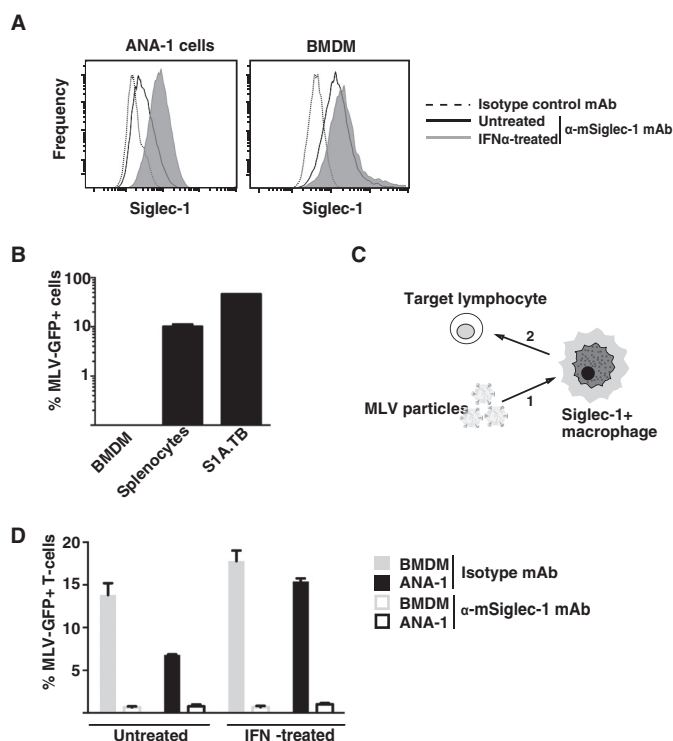 A
ANA-1 cells
BMDM
Frequency
Siglec-1
Siglec-1
Isotype control mAb
Untreated
IFNα-treated
α-mSiglec-1 mAb
B
% MLV-GFP+ cells
100
10
1
BMDM
Splenocytes
S1A.TB
C
Target lymphocyte
2
MLV particles
1
Siglec-1+
macrophage
D
% MLV-GFP+ T-cells
20
15
10
5
Untreated
IFN -treated
BMDM
ANA-1
Isotype mAb
BMDM
ANA-1
α-mSiglec-1 mAb